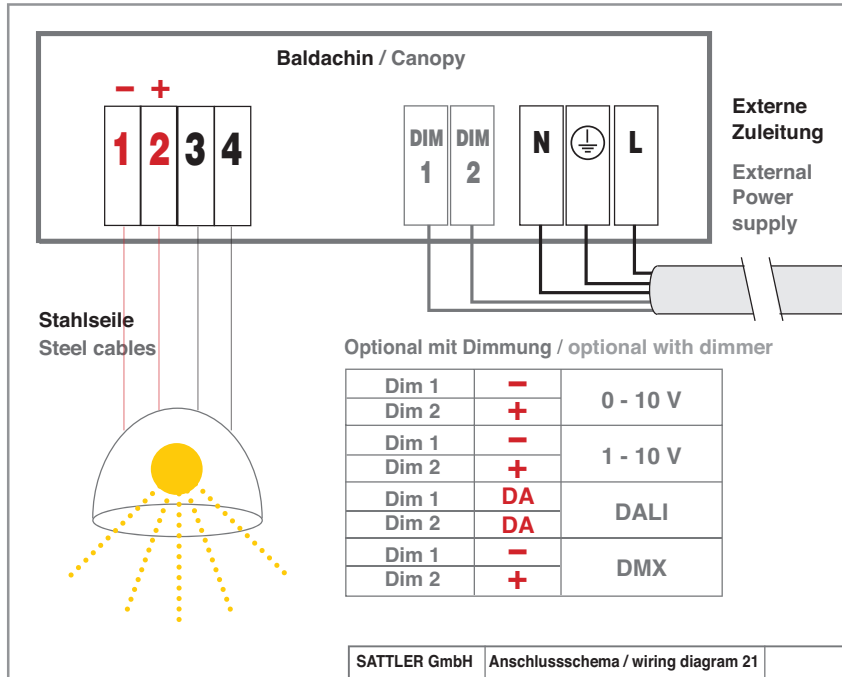 Baldachin / Canopy
− +
1 2 3 4
DIM 1 DIM 2 N L
Externe
Zuleitung
External
Power
supply
Stahlseile
Steel cables
Optional mit Dimmung / optional with dimmer
Dim 1 −
Dim 2 +
0 - 10 V
Dim 1 −
Dim 2 +
1 - 10 V
Dim 1 DA
Dim 2 DA
DALI
Dim 1 −
Dim 2 +
DMX
SATTLER GmbH Anschlussschema / wiring diagram 21